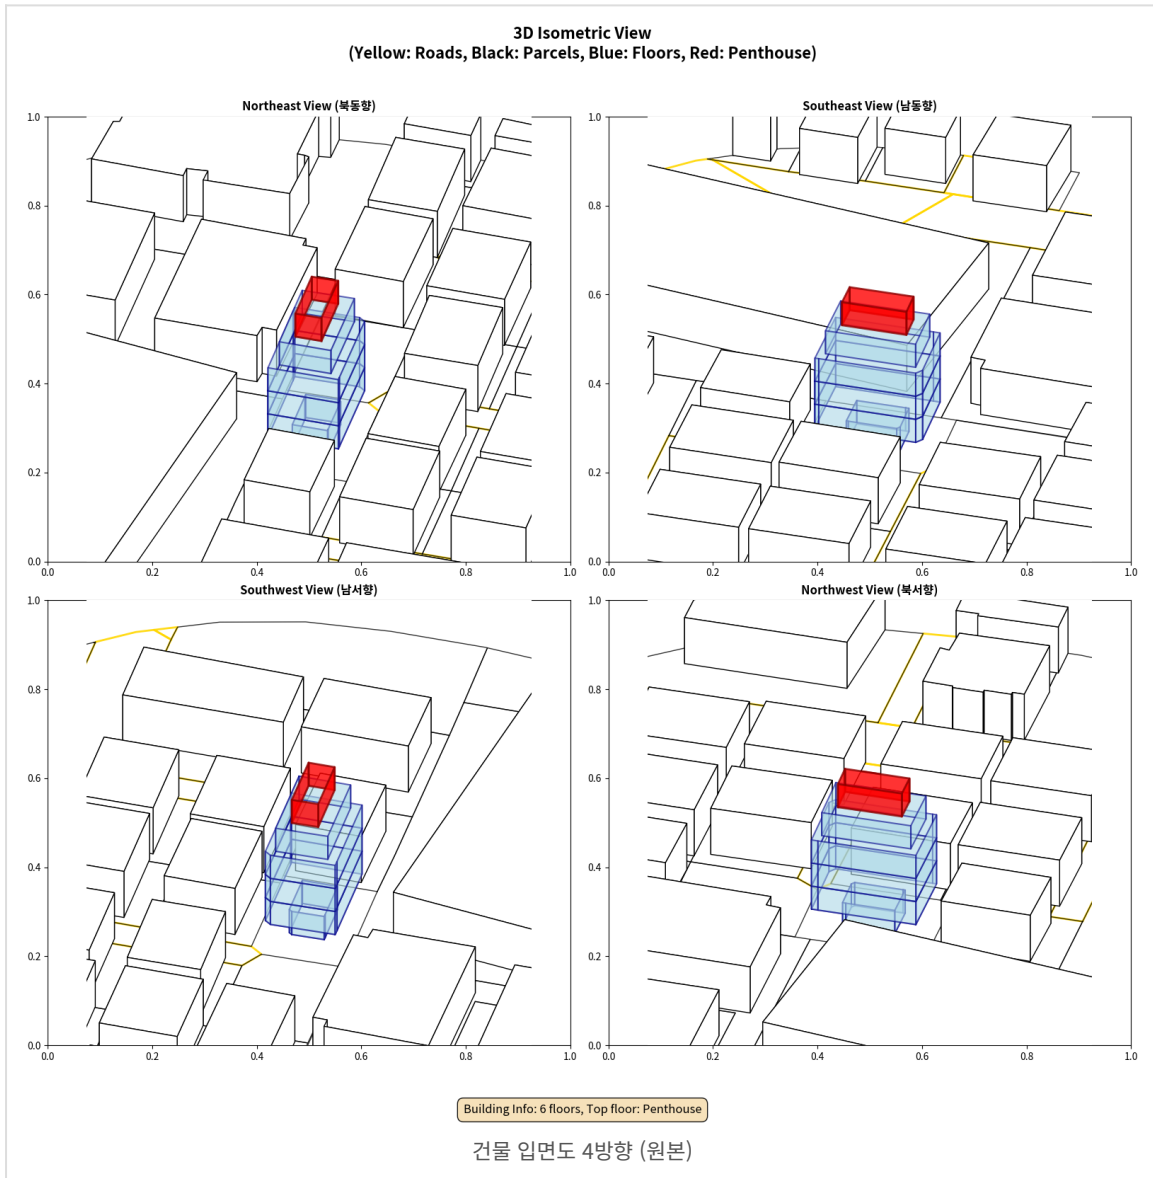 3D Isometric View
(Yellow: Roads, Black: Parcels, Blue: Floors, Red: Penthouse)
Northeast View (북동향)
1.0
0.8
0.6
0.4
0.2
0.0
0.0 0.2 0.4 0.6 0.8 1.0
Southeast View (남동향)
1.0
0.8
0.6
0.4
0.2
0.0
0.0 0.2 0.4 0.6 0.8 1.0
Southwest View (남서향)
1.0
0.8
0.6
0.4
0.2
0.0
0.0 0.2 0.4 0.6 0.8 1.0
Northwest View (북서향)
1.0
0.8
0.6
0.4
0.2
0.0
0.0 0.2 0.4 0.6 0.8 1.0
Building Info: 6 floors, Top floor: Penthouse
건물 입면도 4방향 (원본)